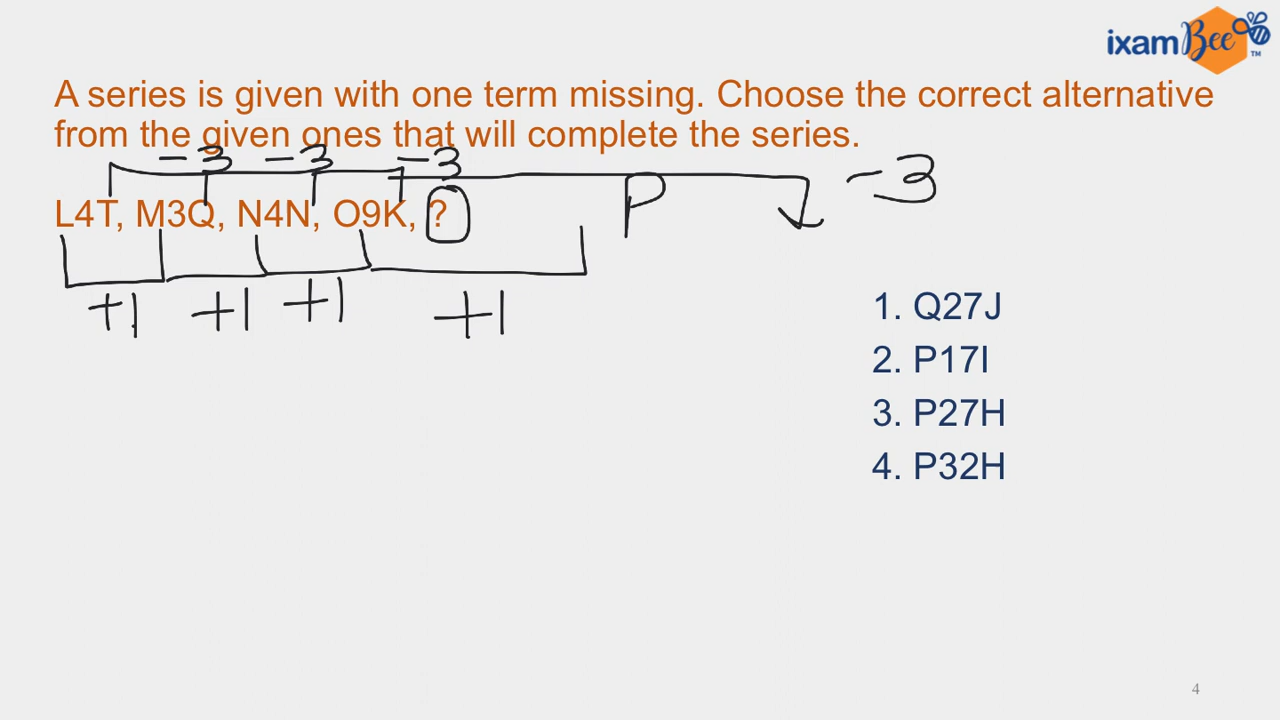 ixamBee™
A series is given with one term missing. Choose the correct alternative
from the given ones that will complete the series.
-3 -3 -3
-3
P
L4T, M3Q, N4N, O9K, ?
+1 +1 +1 +1
1. Q27J
2. P17I
3. P27H
4. P32H
4